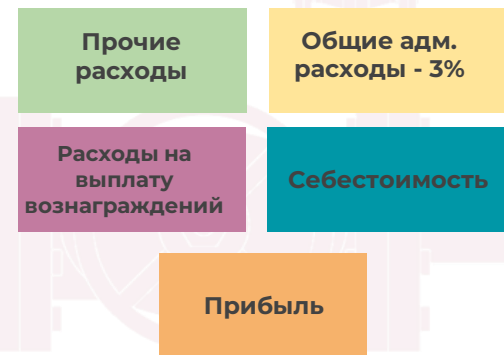 Прочие
расходы
Общие адм.
расходы - 3%
Расходы на
выплату
вознаграждений
Себестоимость
Прибыль